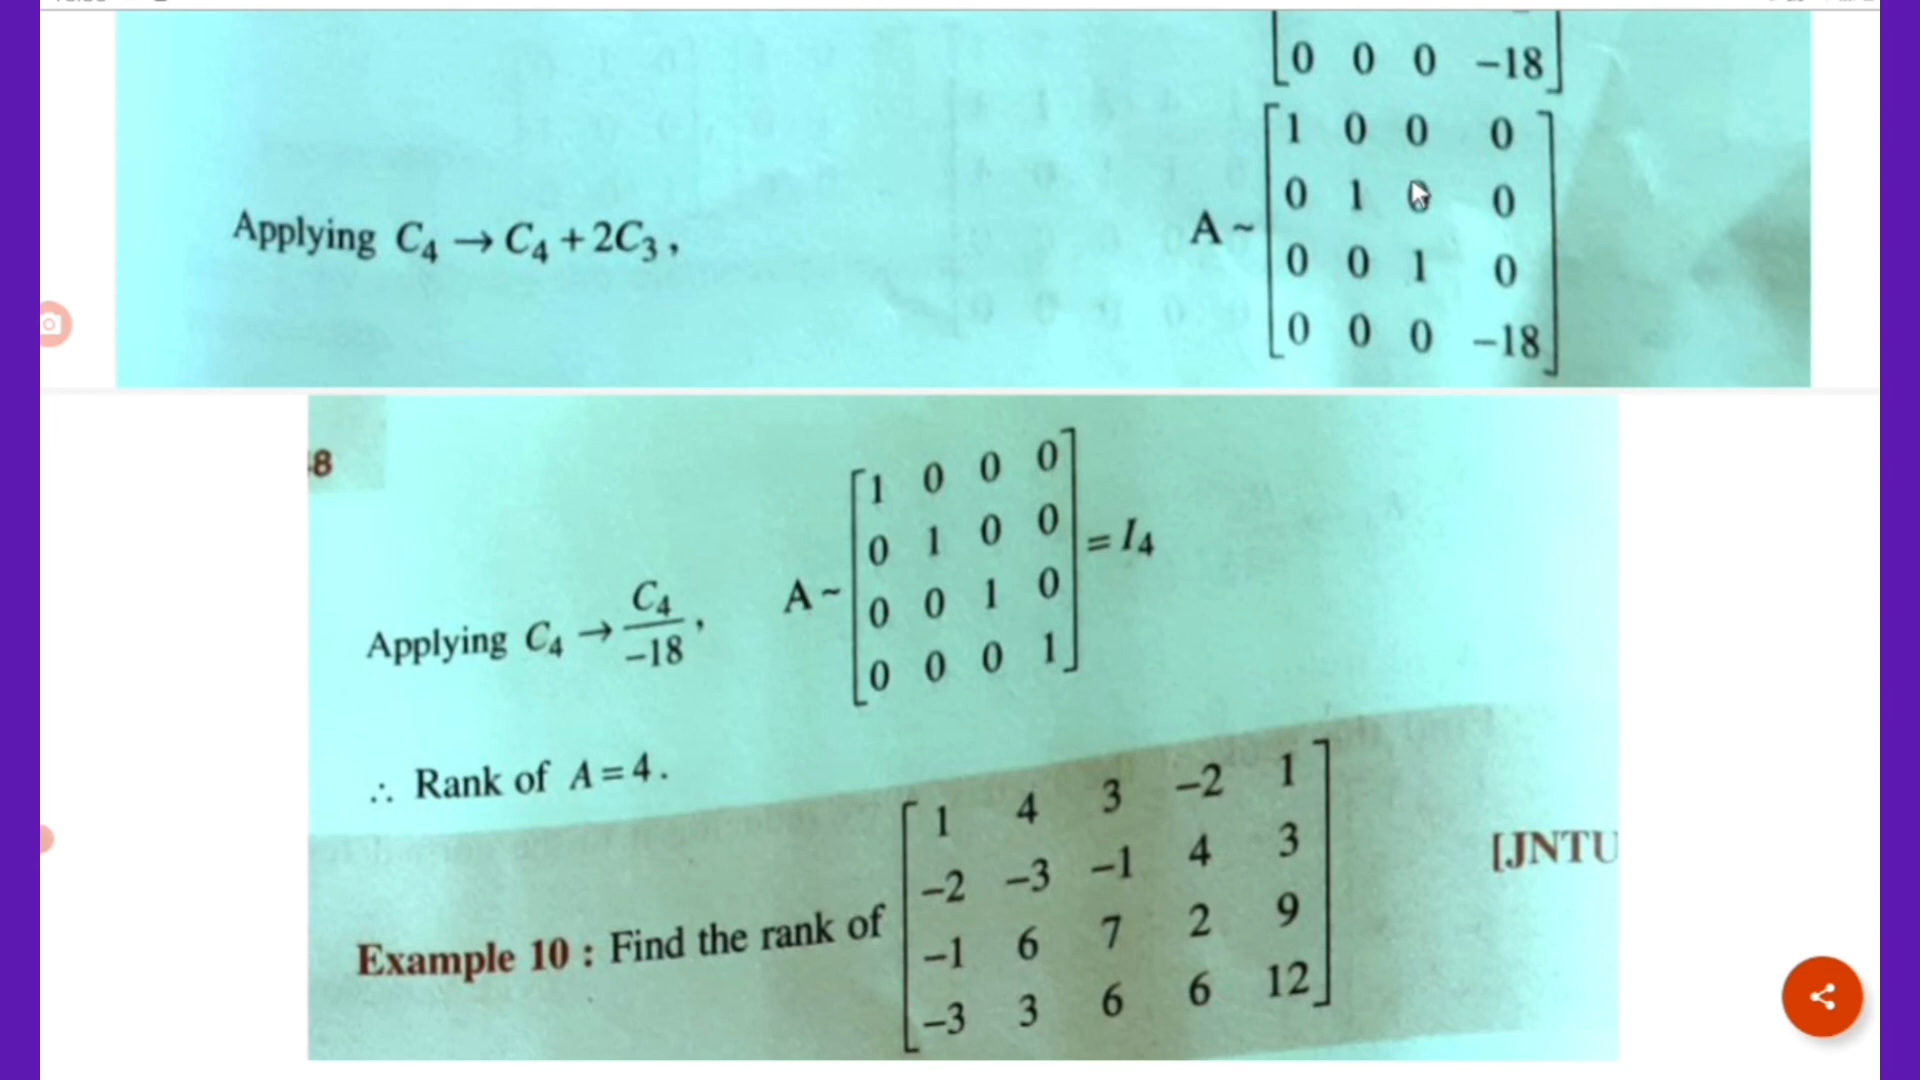 0 0 0 −18
1 0 0 0
0 1 0 0
Applying C₄ → C₄ + 2C₃ , A ~
0 0 1 0
0 0 0 −18
8
1 0 0 0
0 1 0 0 = I₄
Applying C₄ → C₄/−18 , A ~
0 0 1 0
0 0 0 1
∴ Rank of A = 4 .
1 4 3 −2 1
−2 −3 −1 4 3
[JNTU
Example 10 : Find the rank of
−1 6 7 2 9
−3 3 6 6 12